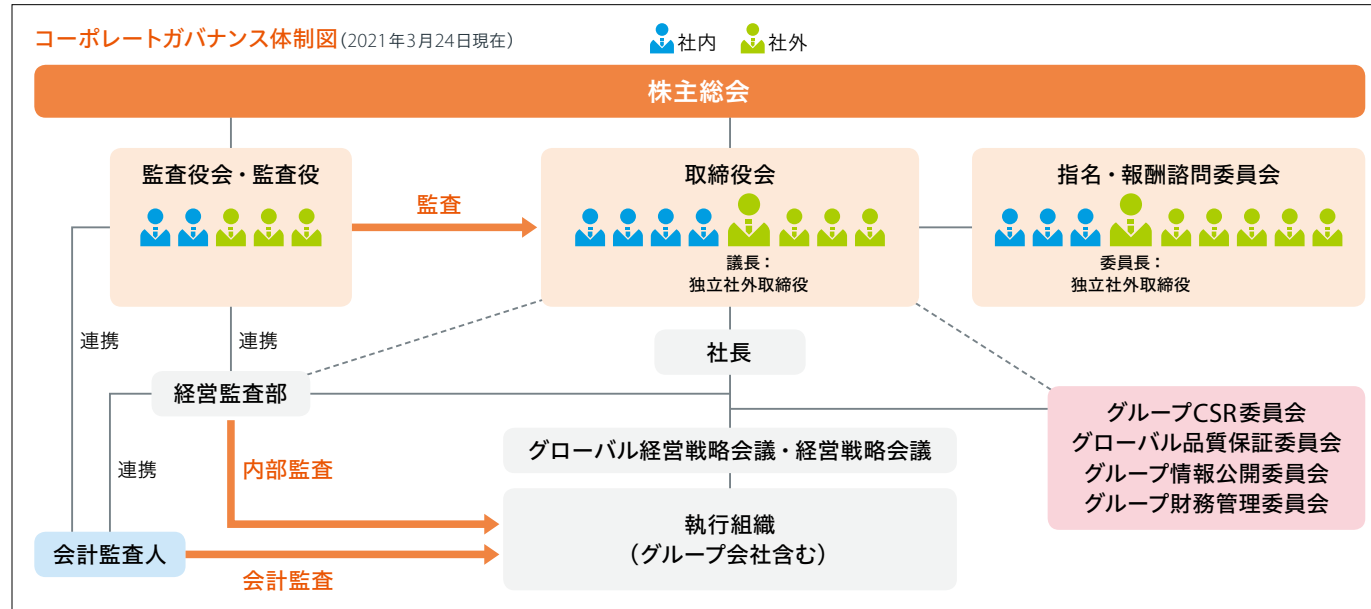 コーポレートガバナンス体制図(2021年3月24日現在)
社内
社外
株主総会
監査役会・監査役
監査
取締役会
議長：
独立社外取締役
指名・報酬諮問委員会
委員長：
独立社外取締役
連携
連携
社長
経営監査部
グループCSR委員会
グローバル品質保証委員会
グループ情報公開委員会
グループ財務管理委員会
グローバル経営戦略会議・経営戦略会議
連携
内部監査
執行組織
（グループ会社含む）
会計監査人
会計監査